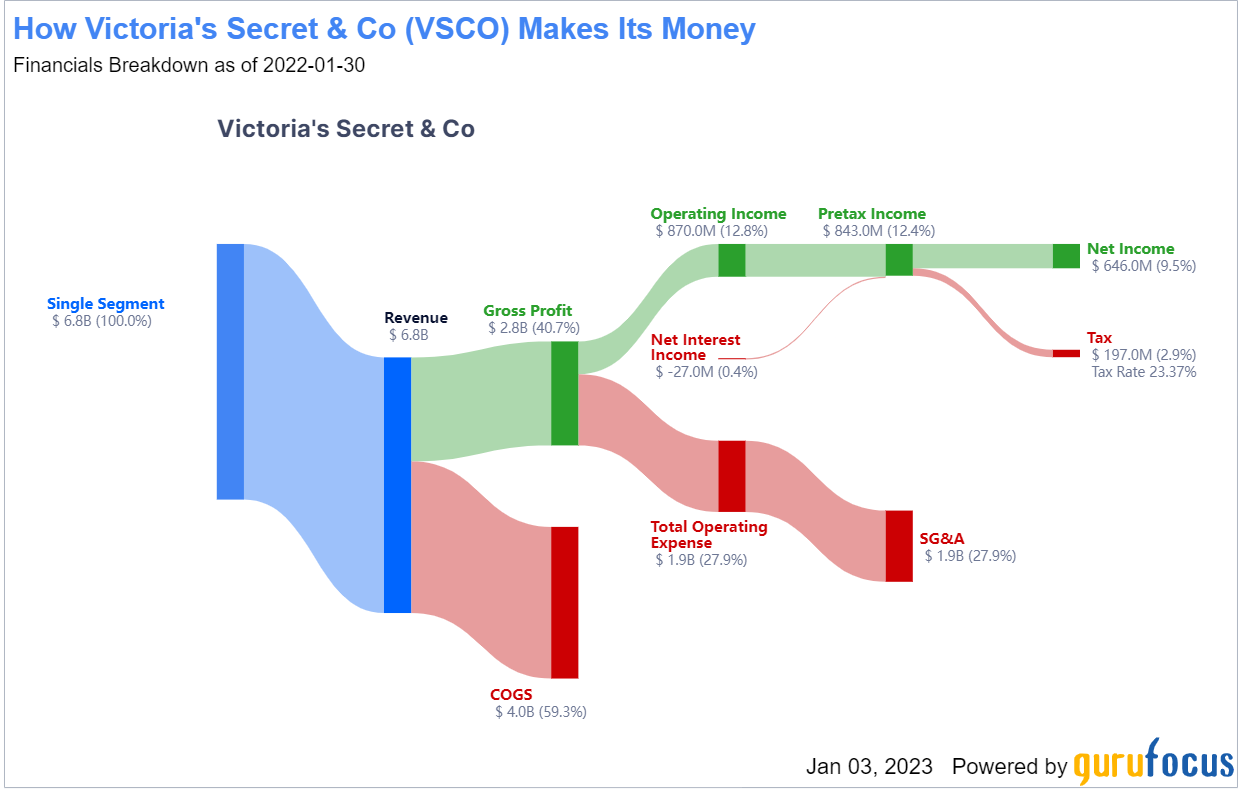 How Victoria's Secret & Co (VSCO) Makes Its Money
Financials Breakdown as of 2022-01-30
Victoria's Secret & Co
Single Segment
$ 6.8B (100.0%)
Revenue
$ 6.8B
Gross Profit
$ 2.8B (40.7%)
COGS
$ 4.0B (59.3%)
Operating Income
$ 870.0M (12.8%)
Net Interest
Income
$ -27.0M (0.4%)
Total Operating
Expense
$ 1.9B (27.9%)
Pretax Income
$ 843.0M (12.4%)
SG&A
$ 1.9B (27.9%)
Net Income
$ 646.0M (9.5%)
Tax
$ 197.0M (2.9%)
Tax Rate 23.37%
Jan 03, 2023 Powered by gurufocus